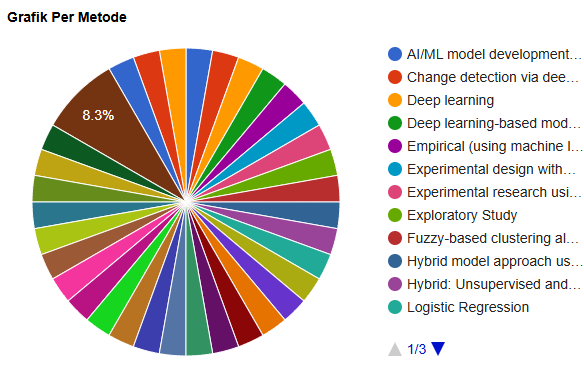 Grafik Per Metode
8.3%
AI/ML model development...
Change detection via dee...
Deep learning
Deep learning-based mod...
Empirical (using machine l...
Experimental design with...
Experimental research usi...
Exploratory Study
Fuzzy-based clustering al...
Hybrid model approach us...
Hybrid: Unsupervised and...
Logistic Regression
1/3